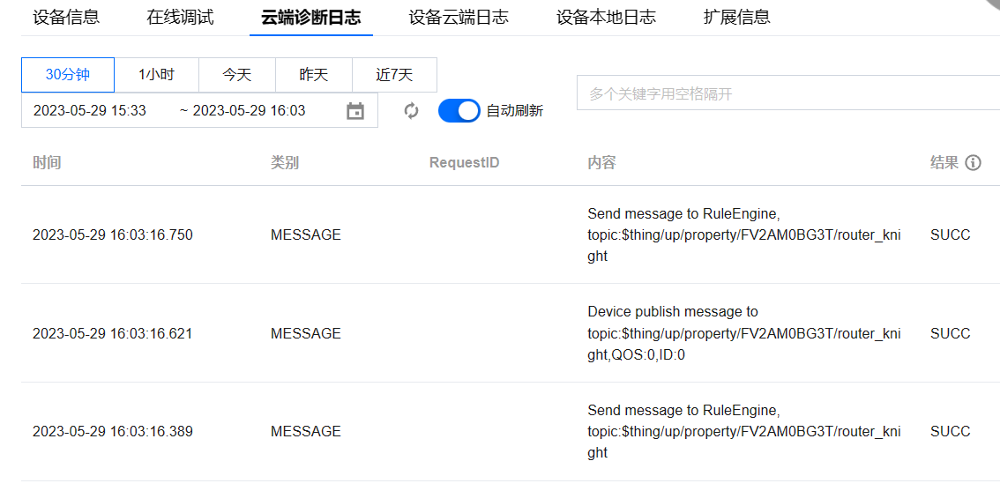 设备信息 在线调试 云端诊断日志 设备云端日志 设备本地日志 扩展信息
30分钟 1小时 今天 昨天 近7天
多个关键字用空格隔开
2023-05-29 15:33 ~ 2023-05-29 16:03 自动刷新
时间 类别 RequestID 内容 结果
Send message to RuleEngine,
2023-05-29 16:03:16.750 MESSAGE topic:$thing/up/property/FV2AM0BG3T/router_kni SUCC
ght
Device publish message to
2023-05-29 16:03:16.621 MESSAGE topic:$thing/up/property/FV2AM0BG3T/router_kni SUCC
ght,QOS:0,ID:0
Send message to RuleEngine,
2023-05-29 16:03:16.389 MESSAGE topic:$thing/up/property/FV2AM0BG3T/router_kni SUCC
ght